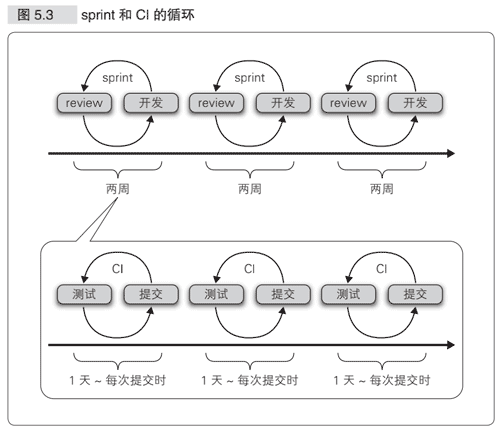 图 5.3 sprint 和 CI 的循环
sprint sprint sprint
review 开发 review 开发 review 开发
两周 两周 两周
CI CI CI
测试 提交 测试 提交 测试 提交
1 天 ~ 每次提交时 1 天 ~ 每次提交时 1 天 ~ 每次提交时